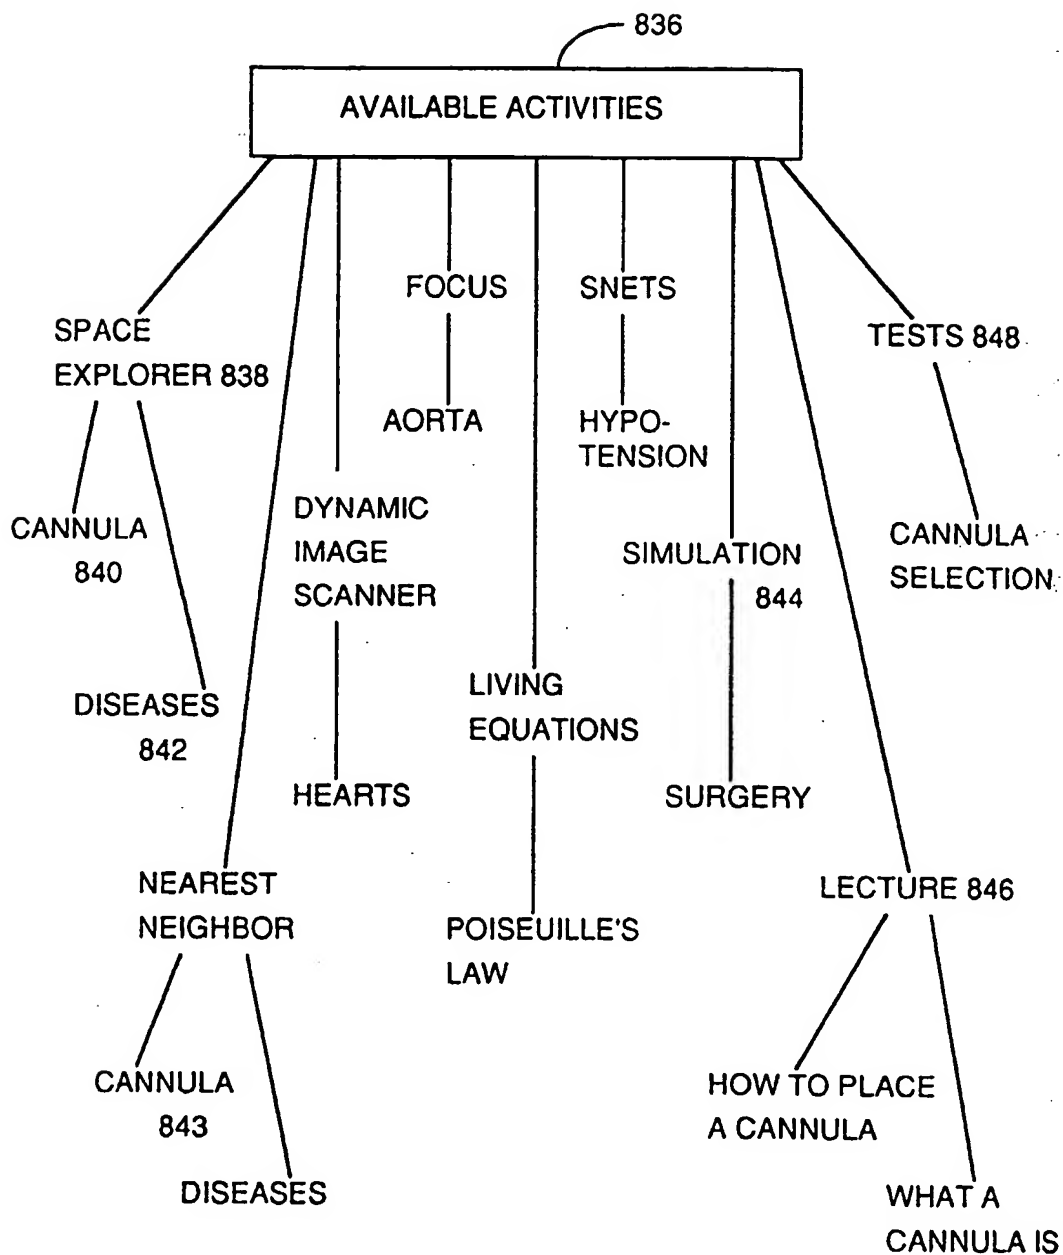 836
AVAILABLE ACTIVITIES
FOCUS
SNETS
SPACE
EXPLORER 838
TESTS 848
AORTA
HYPO-
TENSION
DYNAMIC
IMAGE
SCANNER
CANNULA
840
SIMULATION
844
CANNULA
SELECTION
DISEASES
842
LIVING
EQUATIONS
HEARTS
SURGERY
NEAREST
NEIGHBOR
LECTURE 846
POISEUILLE'S
LAW
CANNULA
843
HOW TO PLACE
A CANNULA
DISEASES
WHAT A
CANNULA IS